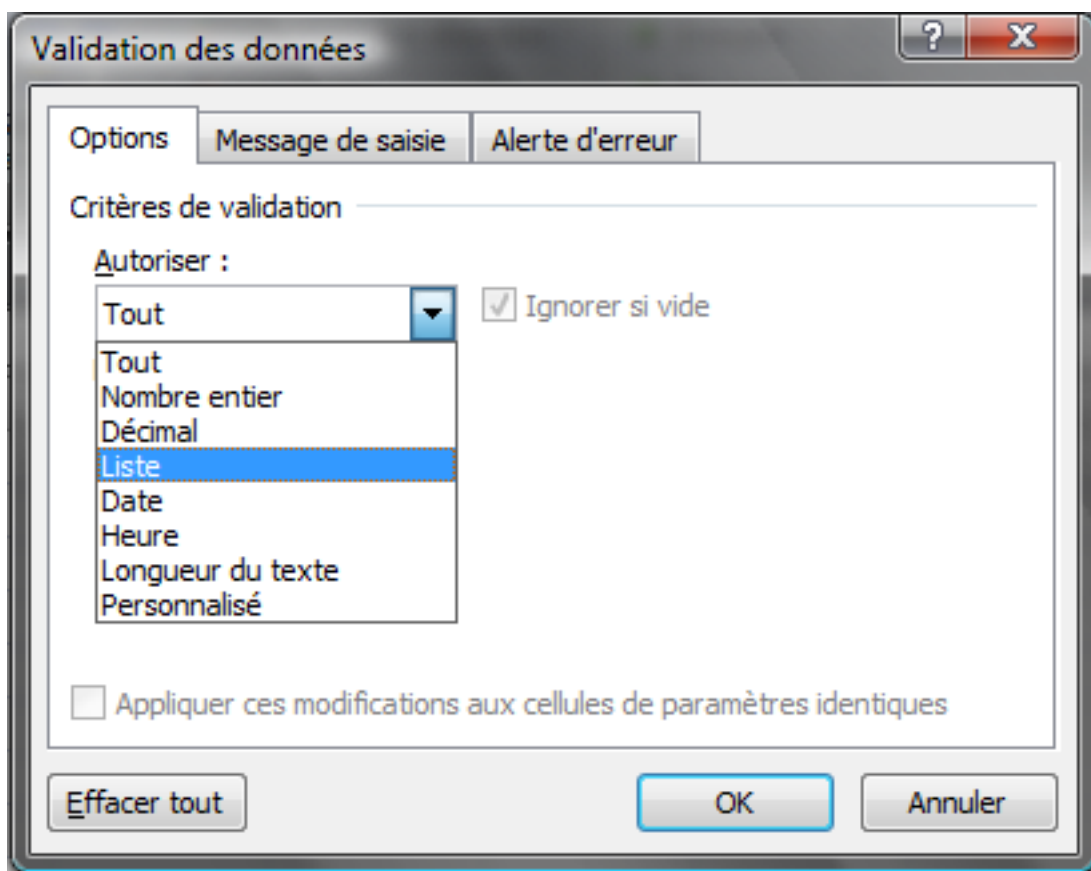 Validation des données
?
X
Options
Message de saisie
Alerte d'erreur
Critères de validation
Autoriser :
Tout
Ignorer si vide
Tout
Nombre entier
Décimal
Liste
Date
Heure
Longueur du texte
Personnalisé
Appliquer ces modifications aux cellules de paramètres identiques
Effacer tout
OK
Annuler